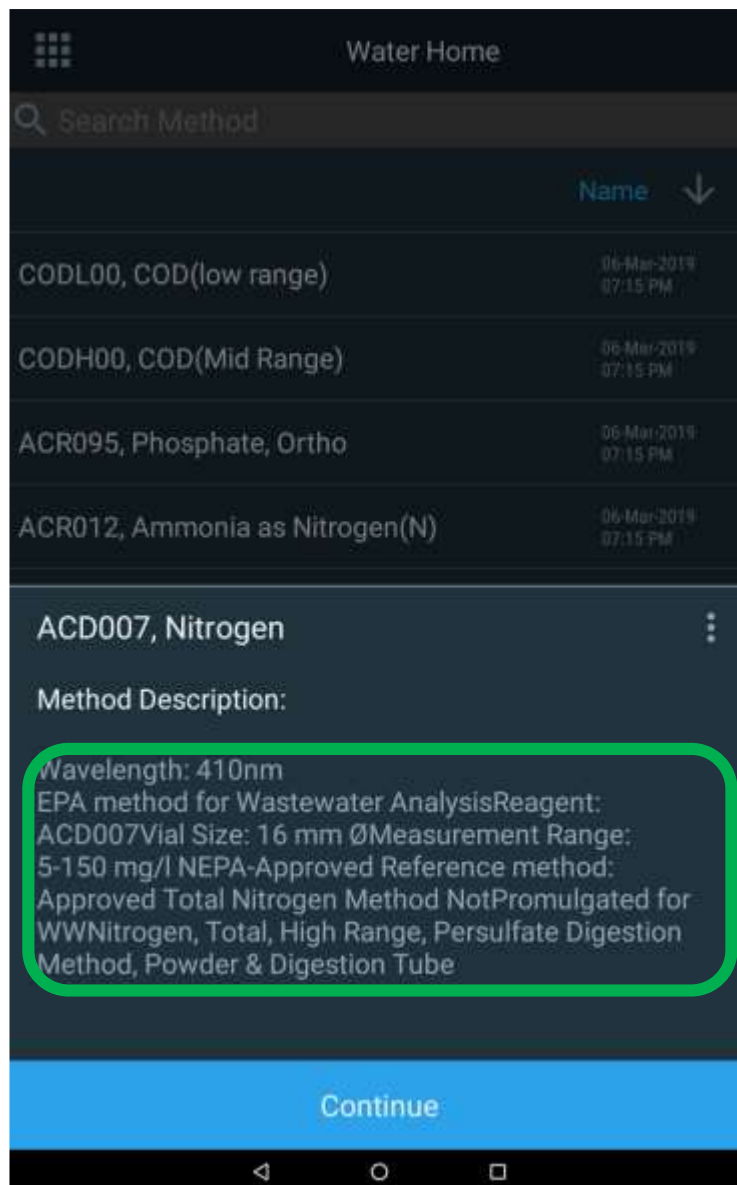 Water Home
Search Method
Name
CODL00, COD(low range)
06-Mar-2019
07:15 PM
CODH00, COD(Mid Range)
06-Mar-2019
07:15 PM
ACR095, Phosphate, Ortho
06-Mar-2019
07:15 PM
ACR012, Ammonia as Nitrogen(N)
06-Mar-2019
07:15 PM
ACD007, Nitrogen
Method Description:
Wavelength: 410nm
EPA method for Wastewater AnalysisReagent:
ACD007Vial Size: 16 mm ØMeasurement Range:
5-150 mg/l NEPA-Approved Reference method:
Approved Total Nitrogen Method NotPromulgated for
WWNitrogen, Total, High Range, Persulfate Digestion
Method, Powder & Digestion Tube
Continue